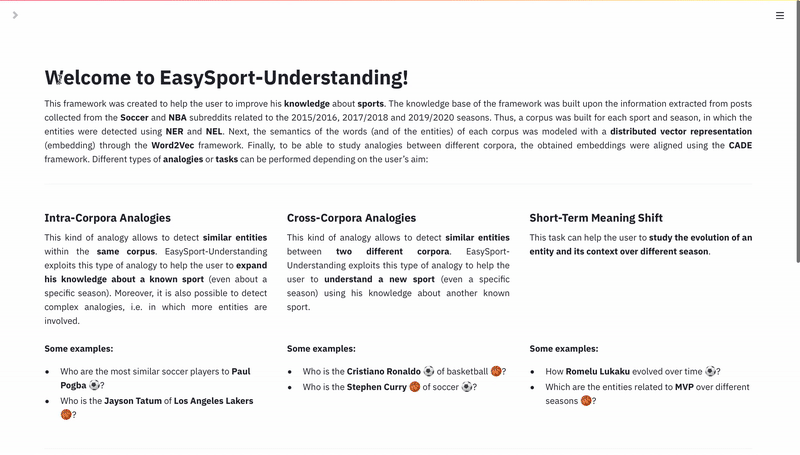 Welcome to EasySport-Understanding!
This framework was created to help the user to improve his knowledge about sports. The knowledge base of the framework was built upon the information extracted from posts
collected from the Soccer and NBA subreddits related to the 2015/2016, 2017/2018 and 2019/2020 seasons. Thus, a corpus was built for each sport and season, in which the
entities were detected using NER and NEL. Next, the semantics of the words (and of the entities) of each corpus was modeled with a distributed vector representation
(embedding) through the Word2Vec framework. Finally, to be able to study analogies between different corpora, the obtained embeddings were aligned using the CADE
framework. Different types of analogies or tasks can be performed depending on the user's aim:
Intra-Corpora Analogies
This kind of analogy allows to detect similar entities
within the same corpus. EasySport-Understanding
exploits this type of analogy to help the user to expand
his knowledge about a known sport (even about a
specific season). Moreover, it is also possible to detect
complex analogies, i.e. in which more entities are
involved.
Some examples:
• Who are the most similar soccer players to Paul
Pogba ⚽?
• Who is the Jayson Tatum of Los Angeles Lakers
🏀?
Cross-Corpora Analogies
This kind of analogy allows to detect similar entities
between two different corpora. EasySport-
Understanding exploits this type of analogy to help the
user to understand a new sport (even a specific
season) using his knowledge about another known
sport.
Some examples:
• Who is the Cristiano Ronaldo ⚽ of basketball 🏀?
• Who is the Stephen Curry 🏀 of soccer ⚽?
Short-Term Meaning Shift
This task can help the user to study the evolution of an
entity and its context over different season.
Some examples:
• How Romelu Lukaku evolved over time ⚽?
• Which are the entities related to MVP over different
seasons 🏀?